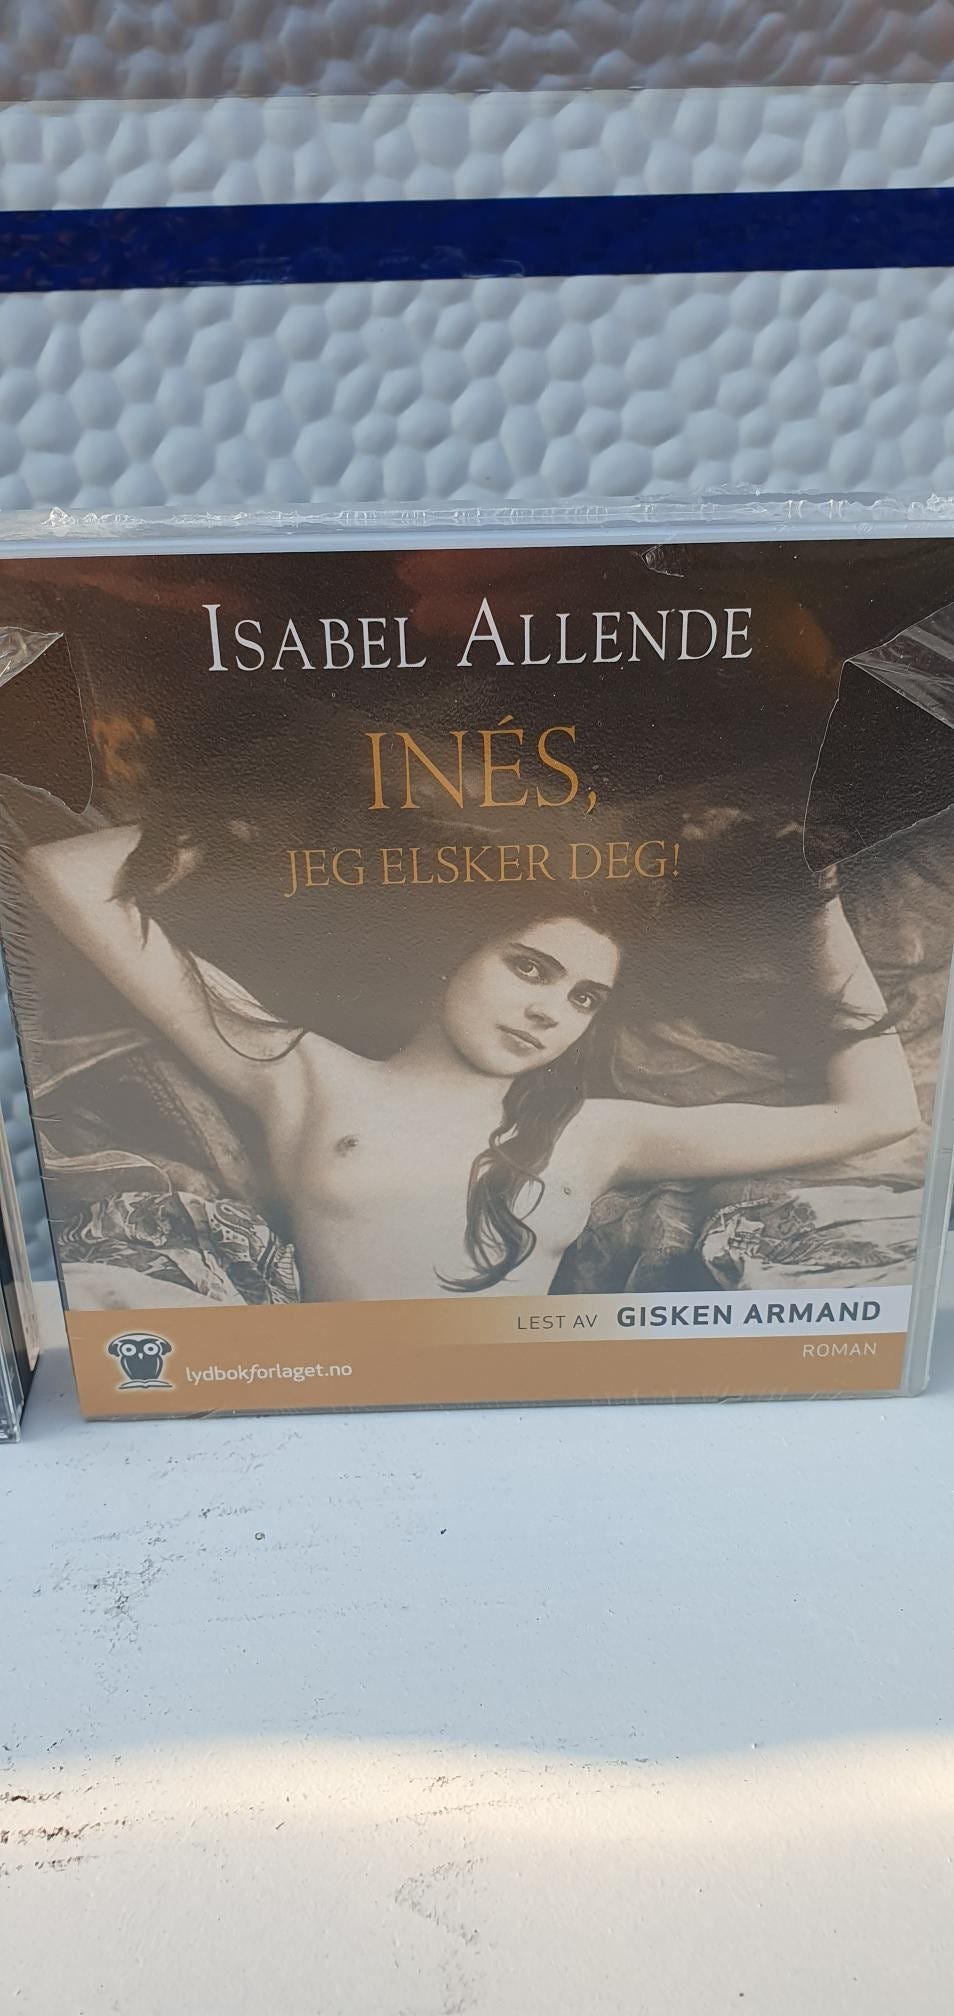 ISABEL ALLENDE
INÉS,
JEG ELSKER DEG!
LEST AV GISKEN ARMAND
ROMAN
lydbokforlaget.no